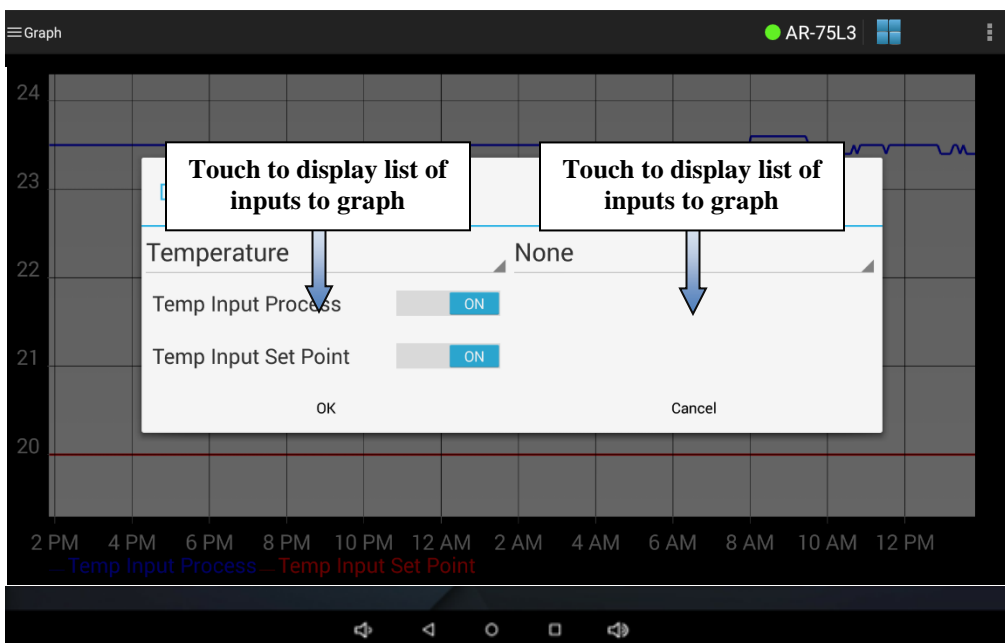 Graph
AR-75L3
24
23
22
21
20
Touch to display list of
inputs to graph
Touch to display list of
inputs to graph
Temperature
None
Temp Input Process
ON
Temp Input Set Point
ON
OK
Cancel
2 PM 4 PM 6 PM 8 PM 10 PM 12 AM 2 AM 4 AM 6 AM 8 AM 10 AM 12 PM
Temp Input Process Temp Input Set Point